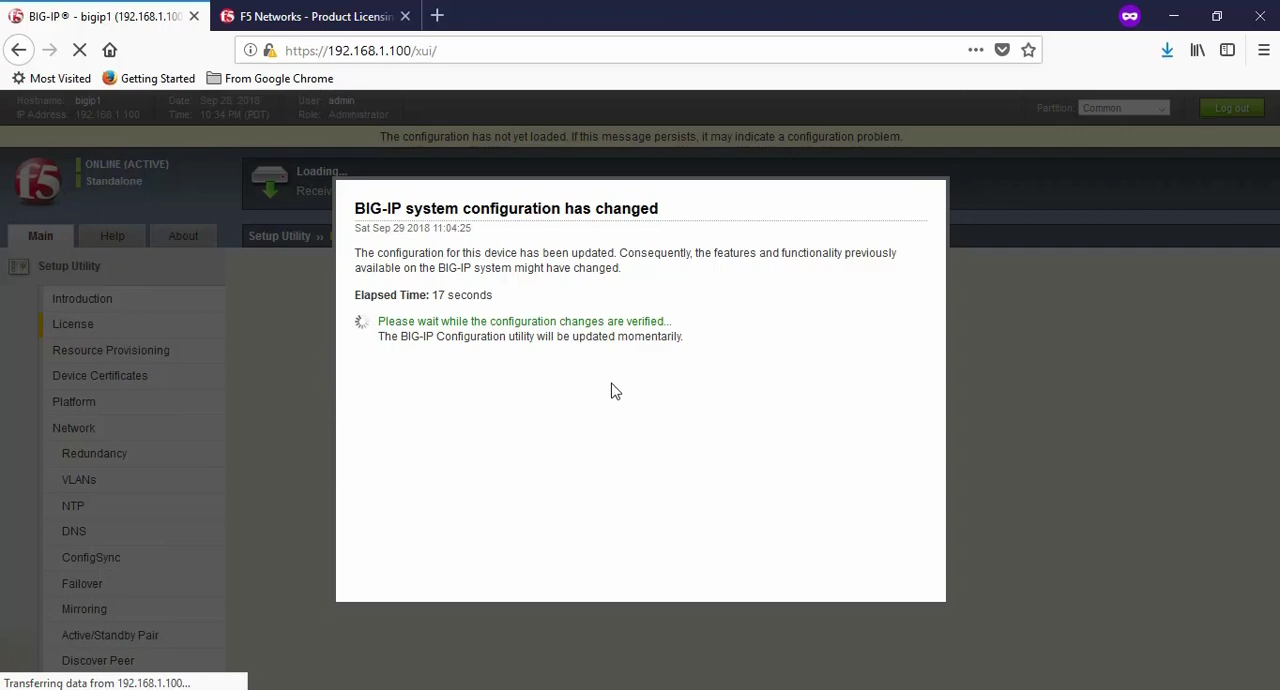 BIG-IP® - bigip1 (192.168.1.100
F5 Networks - Product Licensin
https://192.168.1.100/xui/
Most Visited
Getting Started
From Google Chrome
Hostname: bigip1
IP Address: 192.168.1.100
Date: Sep 28, 2018
Time: 10:34 PM (PDT)
User: admin
Role: Administrator
Partition: Common
Log out
The configuration has not yet loaded. If this message persists, it may indicate a configuration problem.
f5
ONLINE (ACTIVE)
Standalone
Loading...
Receiv
Main
Help
About
Setup Utility »
Setup Utility
Introduction
License
Resource Provisioning
Device Certificates
Platform
Network
Redundancy
VLANs
NTP
DNS
ConfigSync
Failover
Mirroring
Active/Standby Pair
Discover Peer
BIG-IP system configuration has changed
Sat Sep 29 2018 11:04:25
The configuration for this device has been updated. Consequently, the features and functionality previously
available on the BIG-IP system might have changed.
Elapsed Time: 17 seconds
Please wait while the configuration changes are verified...
The BIG-IP Configuration utility will be updated momentarily.
Transferring data from 192.168.1.100...